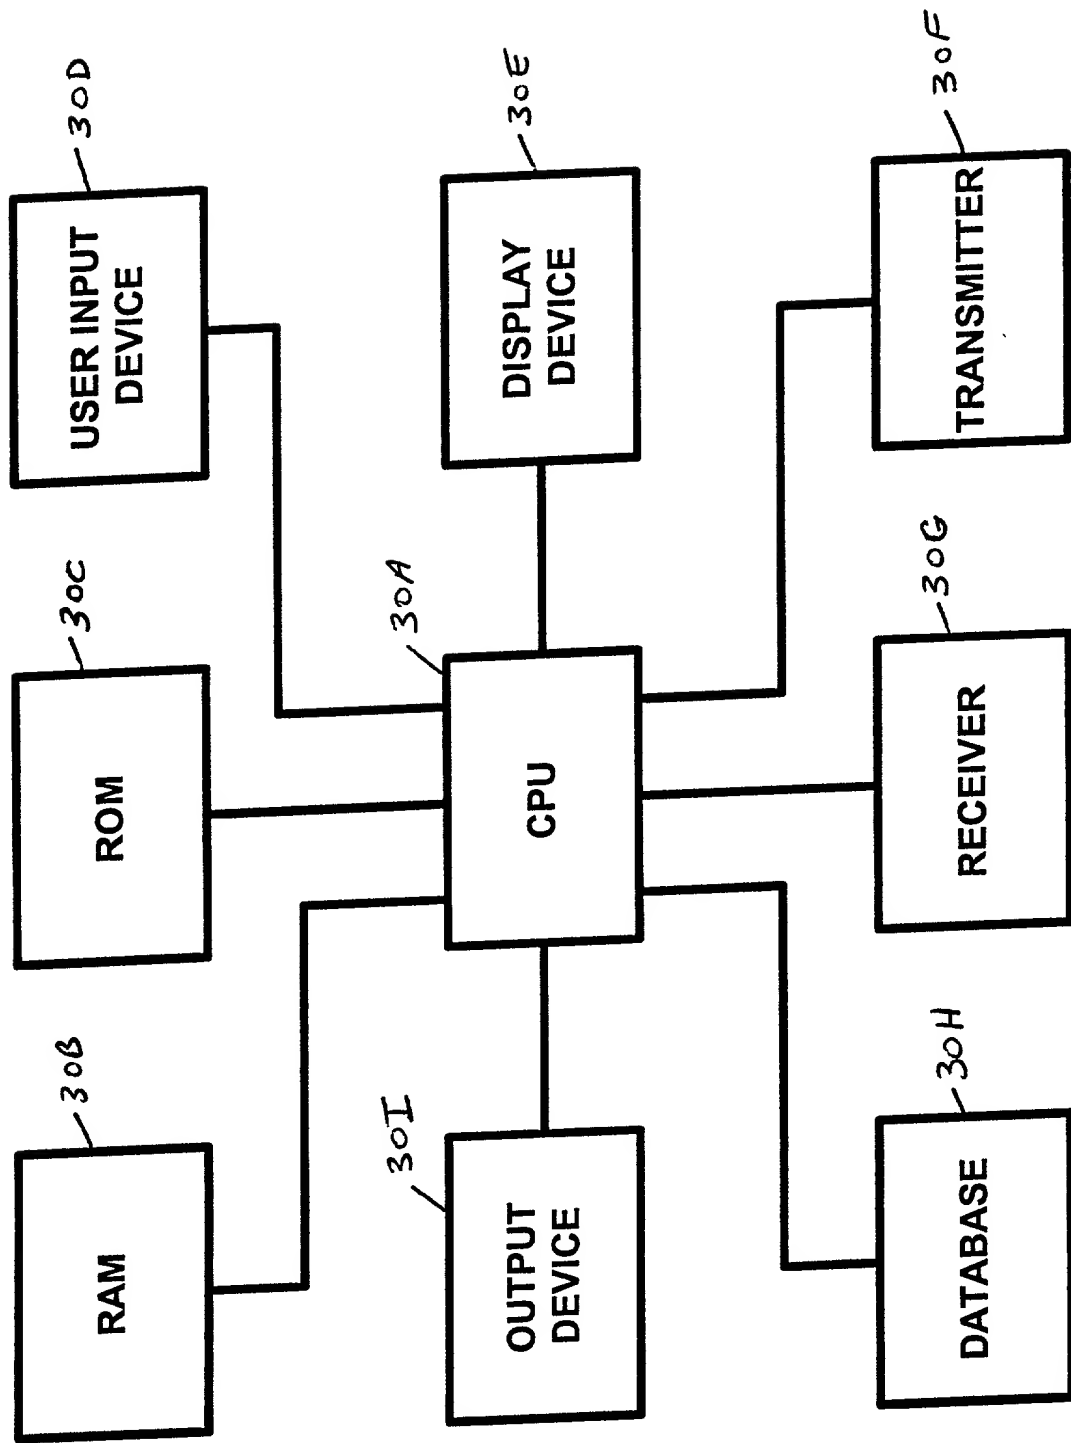 30B
RAM
30C
ROM
30D
USER INPUT
DEVICE
30I
OUTPUT
DEVICE
30A
CPU
30E
DISPLAY
DEVICE
30H
DATABASE
30G
RECEIVER
30F
TRANSMITTER